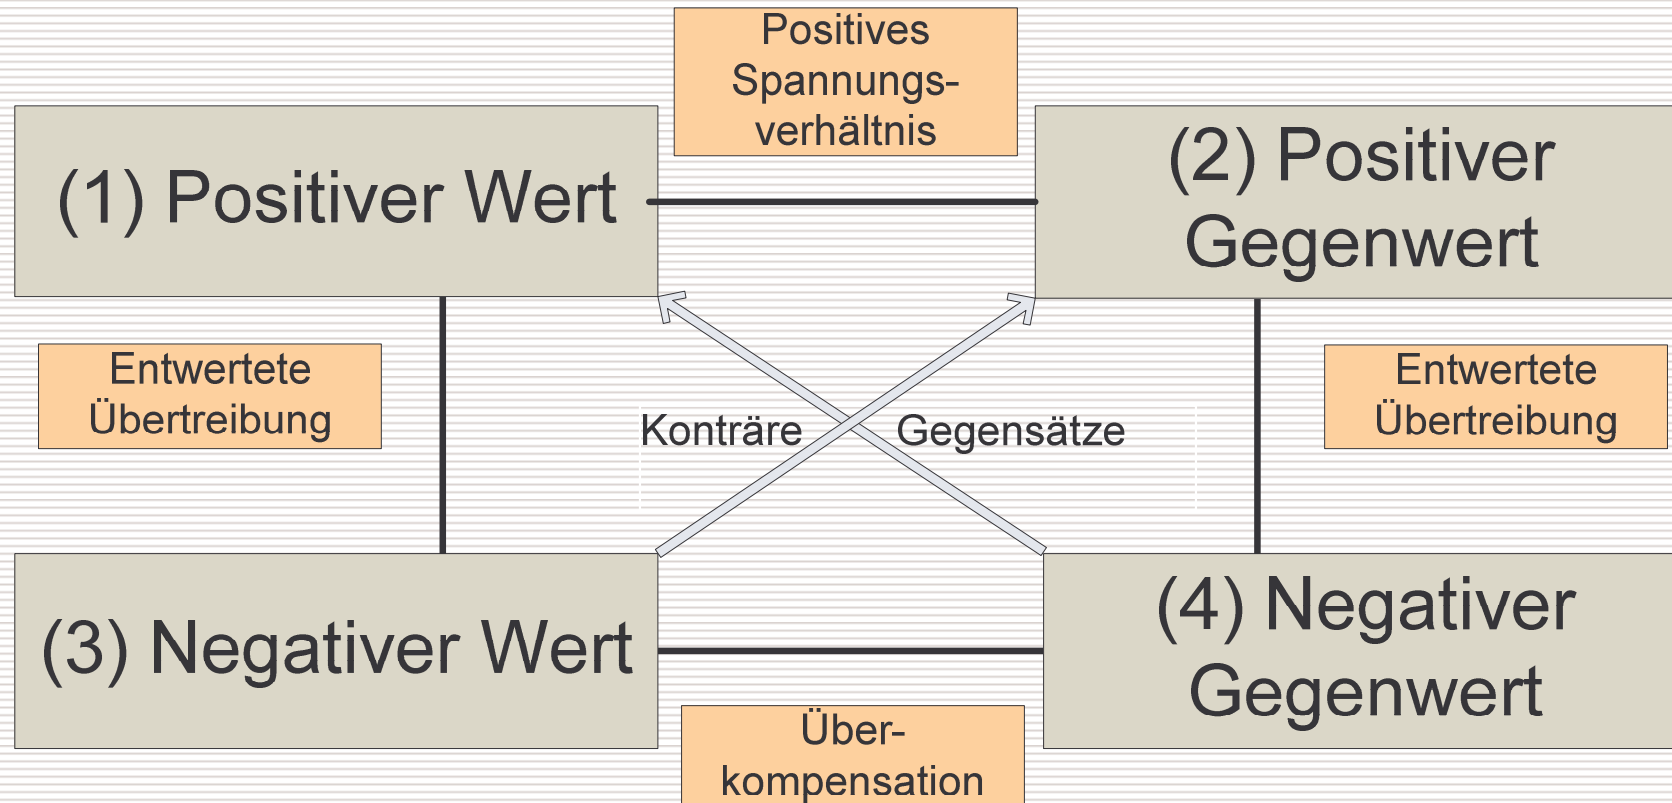 Positives
Spannungs-
verhältnis
(1) Positiver Wert
(2) Positiver
Gegenwert
Entwertete
Übertreibung
Konträre
Gegensätze
Entwertete
Übertreibung
(3) Negativer Wert
(4) Negativer
Gegenwert
Über-
kompensation